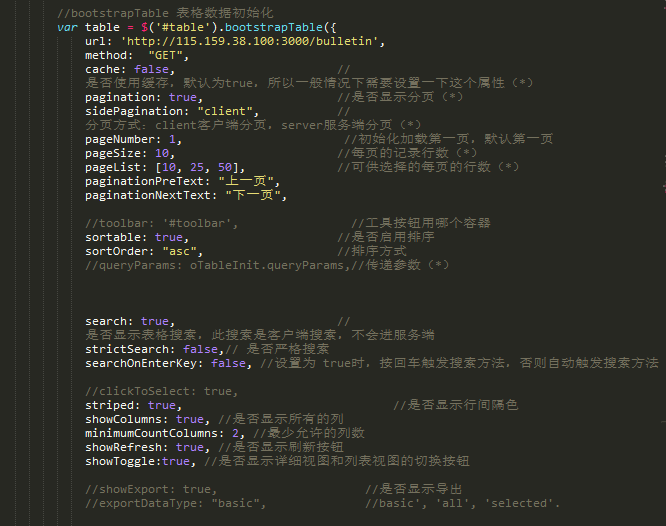 //bootstrapTable 表格数据初始化
var table = $('#table').bootstrapTable({
url: 'http://115.159.38.100:3000/bulletin',
method: "GET",
cache: false, //
是否使用缓存，默认为true，所以一般情况下需要设置一下这个属性（*）
pagination: true, //是否显示分页（*）
sidePagination: "client", //
分页方式：client客户端分页，server服务端分页（*）
pageNumber: 1, //初始化加载第一页，默认第一页
pageSize: 10, //每页的记录行数（*）
pageList: [10, 25, 50], //可供选择的每页的行数（*）
paginationPreText: "上一页",
paginationNextText: "下一页",
//toolbar: '#toolbar', //工具按钮用哪个容器
sortable: true, //是否启用排序
sortOrder: "asc", //排序方式
//queryParams: oTableInit.queryParams,//传递参数（*）
search: true, //
是否显示表格搜索，此搜索是客户端搜索，不会进服务端
strictSearch: false,// 是否严格搜索
searchOnEnterKey: false, //设置为 true时，按回车触发搜索方法，否则自动触发搜索方法
//clickToSelect: true,
striped: true, //是否显示行间隔色
showColumns: true, //是否显示所有的列
minimumCountColumns: 2, //最少允许的列数
showRefresh: true, //是否显示刷新按钮
showToggle:true, //是否显示详细视图和列表视图的切换按钮
//showExport: true, //是否显示导出
//exportDataType: "basic", //basic', 'all', 'selected'.